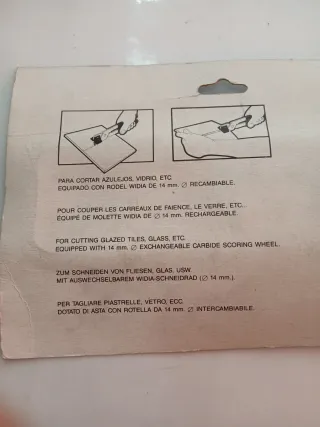 PARA CORTAR AZULEJOS, VIDRIO, ETC.
EQUIPADO CON RODEL WIDIA DE 14 mm. ∅ RECAMBIABLE.
POUR COUPER LES CARREAUX DE FAIENCE, LE VERRE, ETC..
EQUIPE DE MOLETTE WIDIA DE ∅ 14 mm. RECHARGEABLE.
FOR CUTTING GLAZED TILES, GLASS, ETC.
EQUIPPED WITH 14 mm. ∅ EXCHANGEABLE CARBIDE SCORING WHEEL.
ZUM SCHNEIDEN VON FLIESEN, GLAS, USW.
MIT AUSWECHSELBAREM WIDIA-SCHNEIDRAD (∅ 14 mm.).
PER TAGLIARE PIASTRELLE, VETRO, ECC.
DOTATO DI ASTA CON ROTELLA DA 14 mm. ∅ INTERCAMBIABILE.